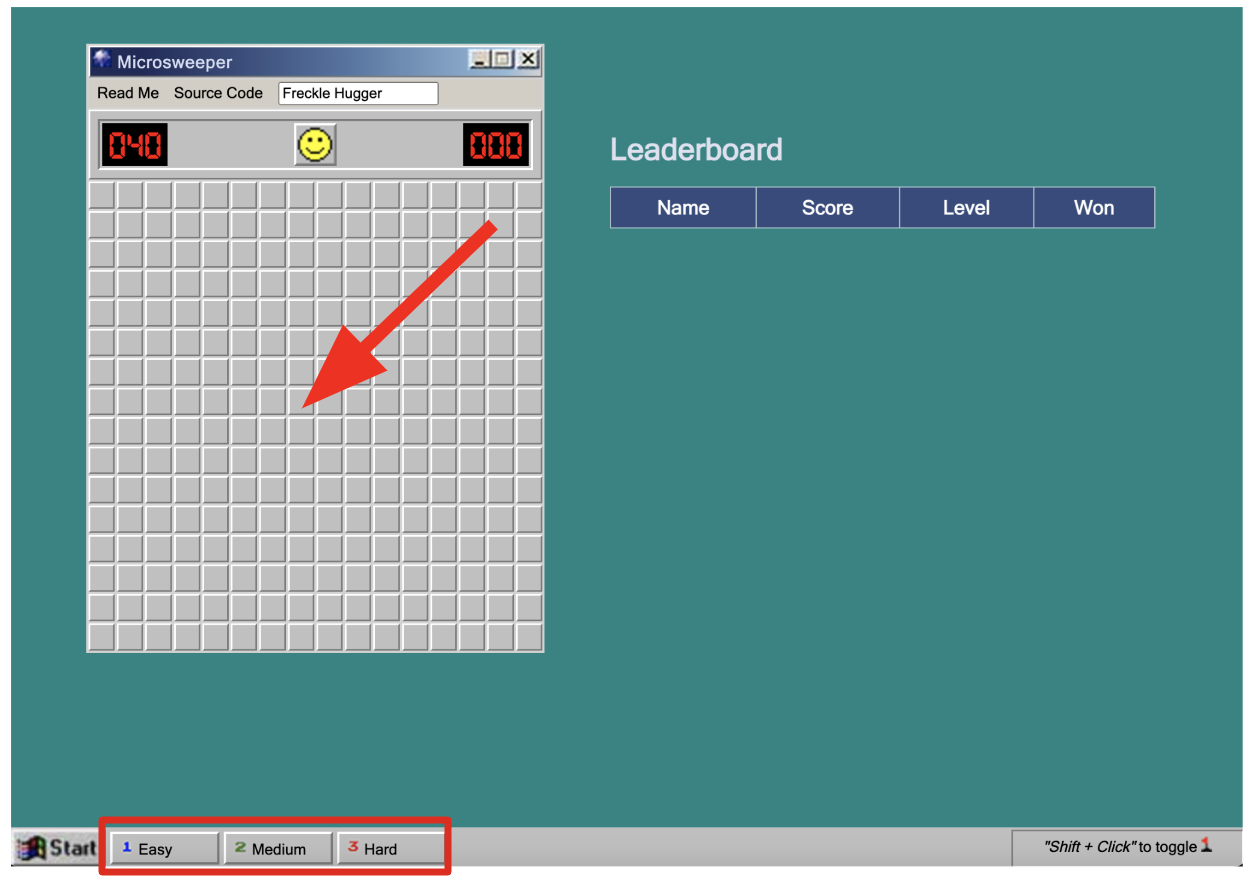 Microsweeper
Read Me Source Code Freckle Hugger
040 000
Leaderboard
Name Score Level Won
Start 1 Easy 2 Medium 3 Hard "Shift + Click" to toggle 1